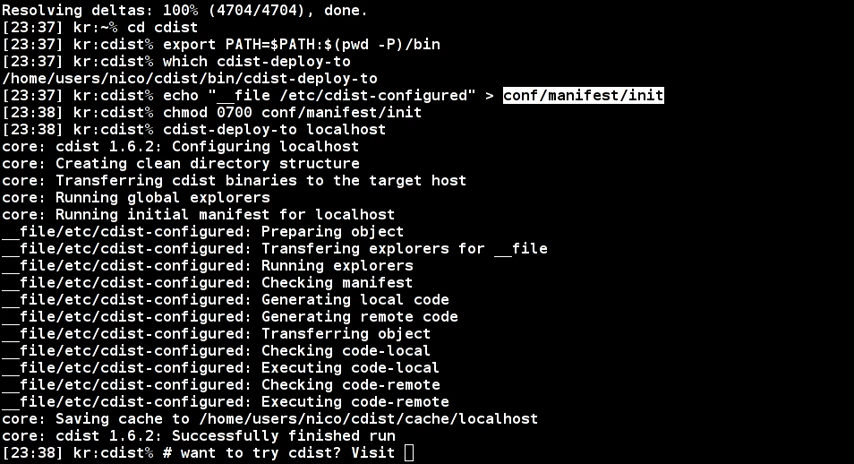 Resolving deltas: 100% (4704/4704), done.
[23:37] kr:~% cd cdist
[23:37] kr:cdist% export PATH=$PATH:$(pwd -P)/bin
[23:37] kr:cdist% which cdist-deploy-to
/home/users/nico/cdist/bin/cdist-deploy-to
[23:37] kr:cdist% echo "__file /etc/cdist-configured" > conf/manifest/init
[23:38] kr:cdist% chmod 0700 conf/manifest/init
[23:38] kr:cdist% cdist-deploy-to localhost
core: cdist 1.6.2: Configuring localhost
core: Creating clean directory structure
core: Transferring cdist binaries to the target host
core: Running global explorers
core: Running initial manifest for localhost
__file/etc/cdist-configured: Preparing object
__file/etc/cdist-configured: Transfering explorers for __file
__file/etc/cdist-configured: Running explorers
__file/etc/cdist-configured: Checking manifest
__file/etc/cdist-configured: Generating local code
__file/etc/cdist-configured: Generating remote code
__file/etc/cdist-configured: Transferring object
__file/etc/cdist-configured: Checking code-local
__file/etc/cdist-configured: Executing code-local
__file/etc/cdist-configured: Checking code-remote
__file/etc/cdist-configured: Executing code-remote
core: Saving cache to /home/users/nico/cdist/cache/localhost
core: cdist 1.6.2: Successfully finished run
[23:38] kr:cdist% # want to try cdist? Visit